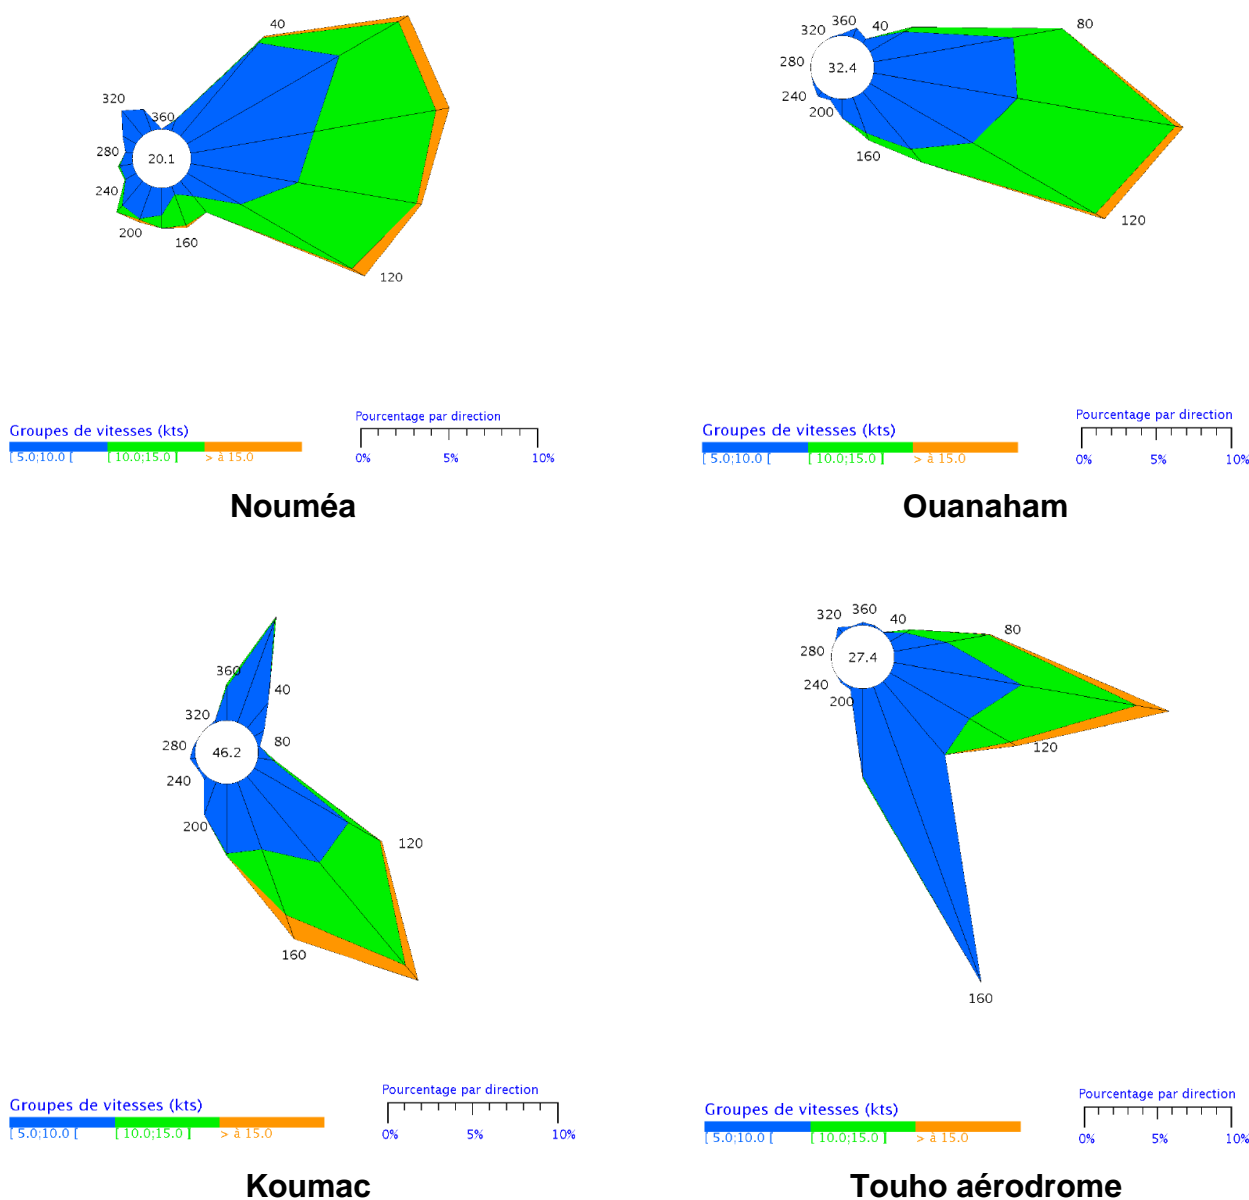 40
320
360
280
20.1
240
200
160
120
Groupes de vitesses (kts)
[ 5.0;10.0 [
[ 10.0;15.0 ]
> à 15.0
Pourcentage par direction
0%
5%
10%
Nouméa
320
360
40
80
280
32.4
240
200
160
120
Groupes de vitesses (kts)
[ 5.0;10.0 [
[ 10.0;15.0 ]
> à 15.0
Pourcentage par direction
0%
5%
10%
Ouanaham
360
40
320
80
280
46.2
240
200
120
160
Groupes de vitesses (kts)
[ 5.0;10.0 [
[ 10.0;15.0 ]
> à 15.0
Pourcentage par direction
0%
5%
10%
Koumac
320
360
40
80
280
27.4
240
200
120
160
Groupes de vitesses (kts)
[ 5.0;10.0 [
[ 10.0;15.0 ]
> à 15.0
Pourcentage par direction
0%
5%
10%
Touho aérodrome